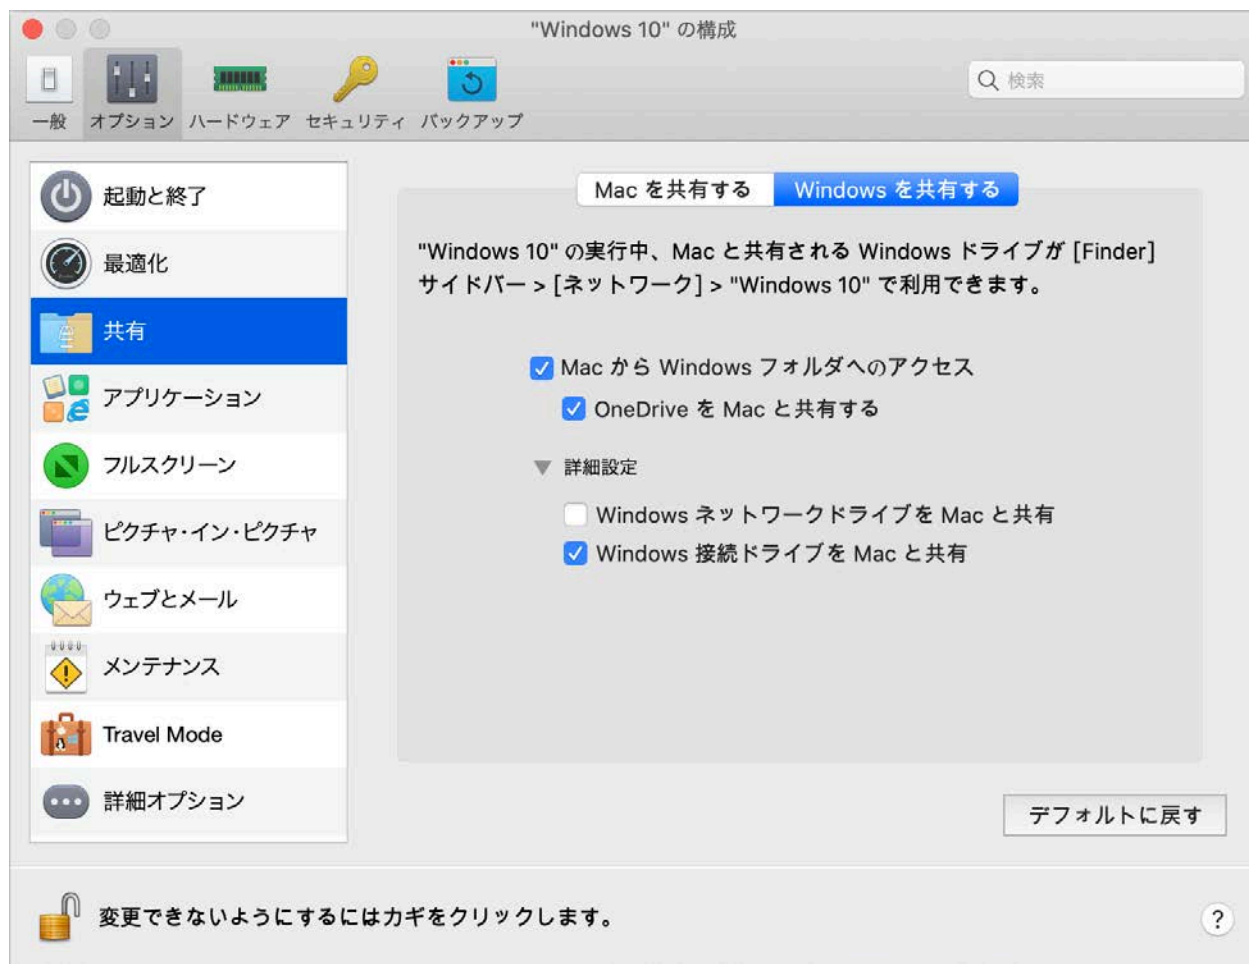 "Windows 10" の構成
一般 オプション ハードウェア セキュリティ バックアップ
検索
起動と終了
最適化
共有
アプリケーション
フルスクリーン
ピクチャ・イン・ピクチャ
ウェブとメール
メンテナンス
Travel Mode
詳細オプション
Mac を共有する Windows を共有する
"Windows 10" の実行中、Mac と共有される Windows ドライブが [Finder]
サイドバー > [ネットワーク] > "Windows 10" で利用できます。
Mac から Windows フォルダへのアクセス
OneDrive を Mac と共有する
詳細設定
Windows ネットワークドライブを Mac と共有
Windows 接続ドライブを Mac と共有
デフォルトに戻す
変更できないようにするにはカギをクリックします。
?